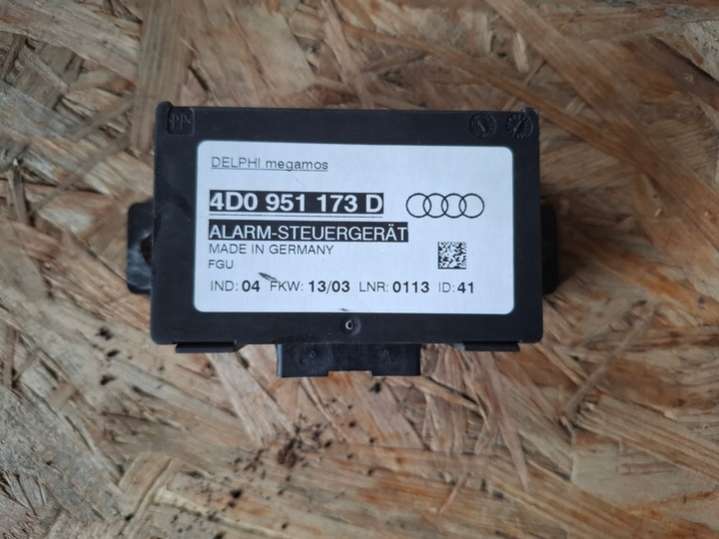 DELPHI megamos
4D0 951 173 D
ALARM-STEUERGERÄT
MADE IN GERMANY
FGU
IND: 04 FKW: 13/03 LNR: 0113 ID: 41